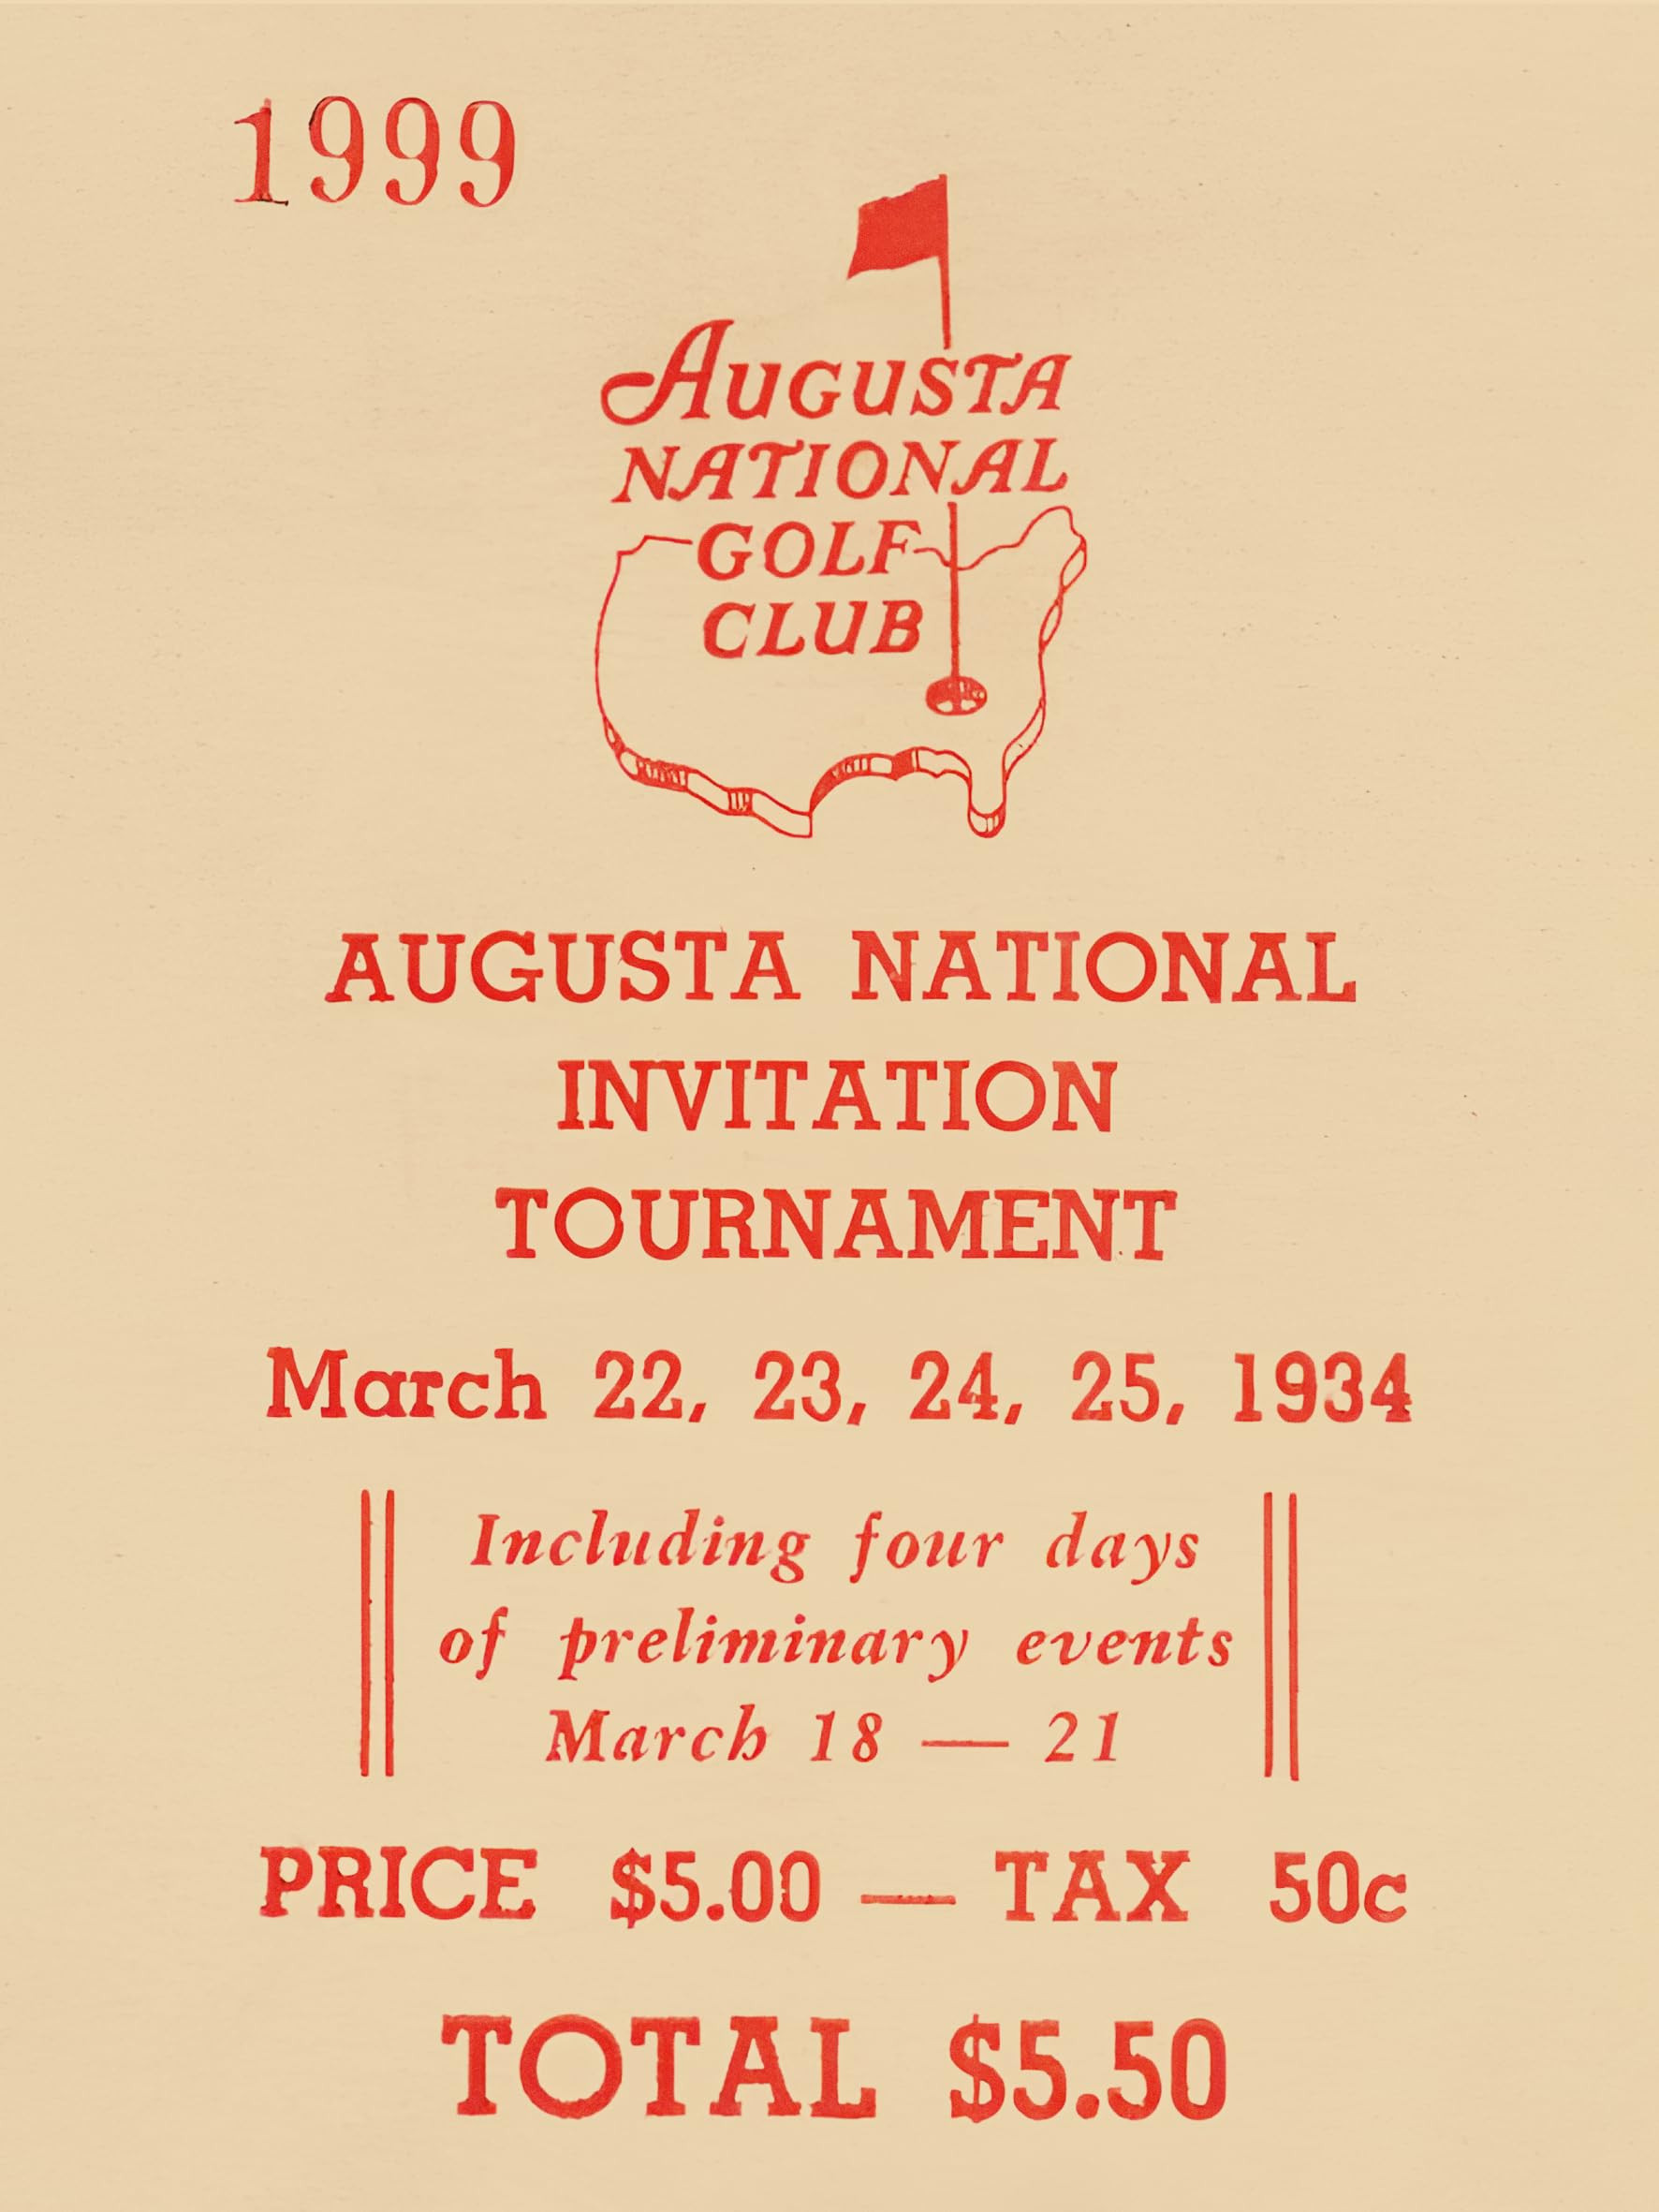 1999
AUGUSTA
NATIONAL
GOLF
CLUB
AUGUSTA NATIONAL
INVITATION
TOURNAMENT
March 22, 23, 24, 25, 1934
Including four days
of preliminary events
March 18 — 21
PRICE $5.00 — TAX 50c
TOTAL $5.50